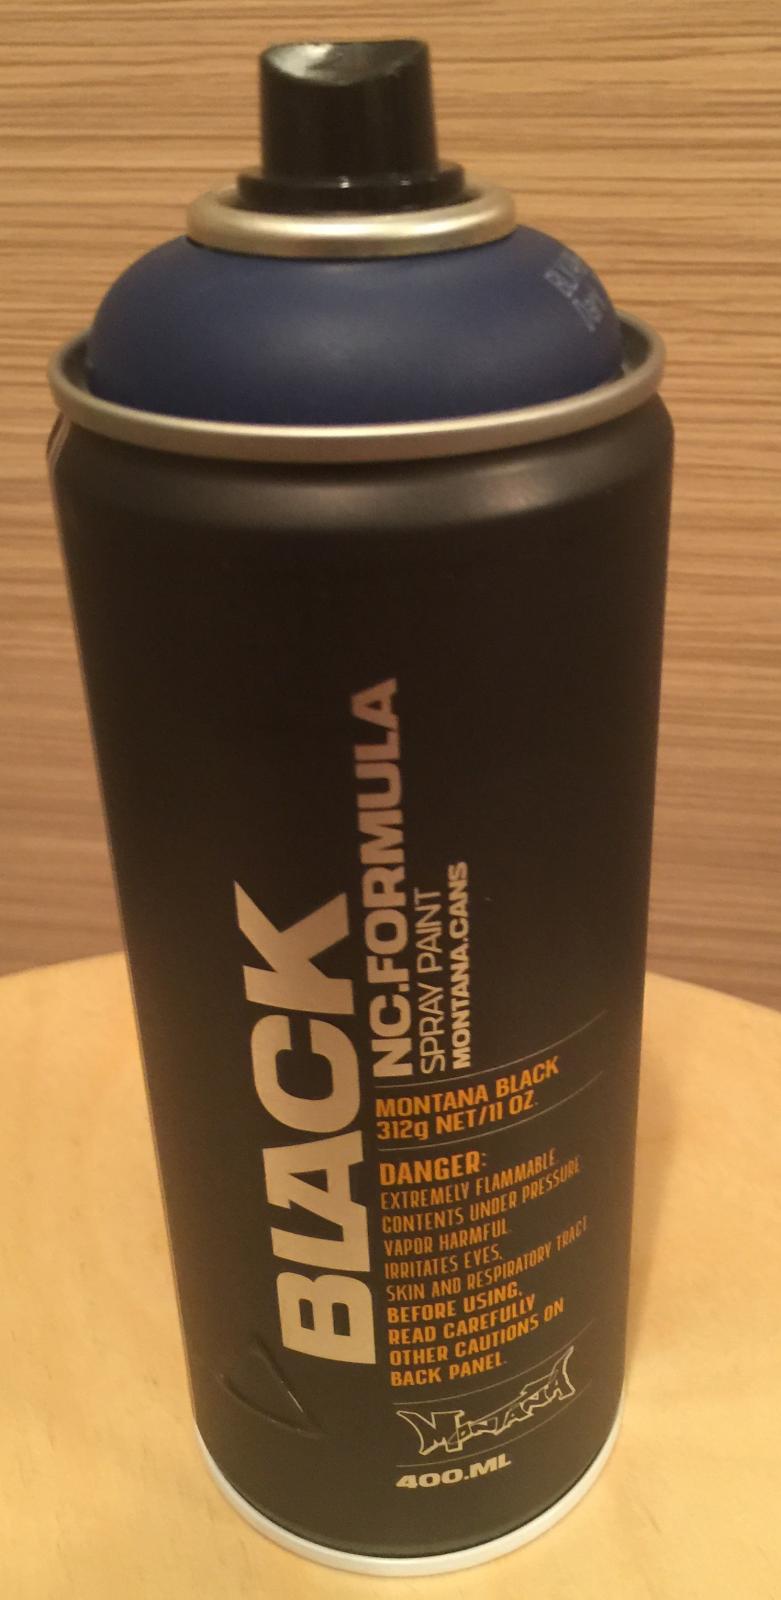 BLACK
NC.FORMULA
SPRAY PAINT
MONTANA.CANS
MONTANA BLACK
312g NET/11 OZ.
DANGER:
EXTREMELY FLAMMABLE.
CONTENTS UNDER PRESSURE.
VAPOR HARMFUL.
IRRITATES EYES,
SKIN AND RESPIRATORY TRACT
BEFORE USING,
READ CAREFULLY
OTHER CAUTIONS ON
BACK PANEL.
MONTANA
400.ML